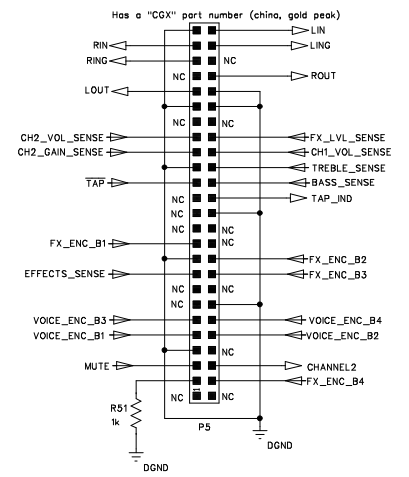 Has a "CGX" part number (china, gold peak)
LIN
RIN LING
RING NC
NC ROUT
LOUT
NC NC
CH2_VOL_SENSE FX_LVL_SENSE
CH2_GAIN_SENSE CH1_VOL_SENSE
TREBLE_SENSE
TAP BASS_SENSE
NC TAP_IND
NC
NC NC
FX_ENC_B1 NC
FX_ENC_B2
EFFECTS_SENSE FX_ENC_B3
NC NC
NC
VOICE_ENC_B3 VOICE_ENC_B4
VOICE_ENC_B1 VOICE_ENC_B2
NC
MUTE CHANNEL2
FX_ENC_B4
R51 NC 1 NC
1k
P5
DGND
DGND